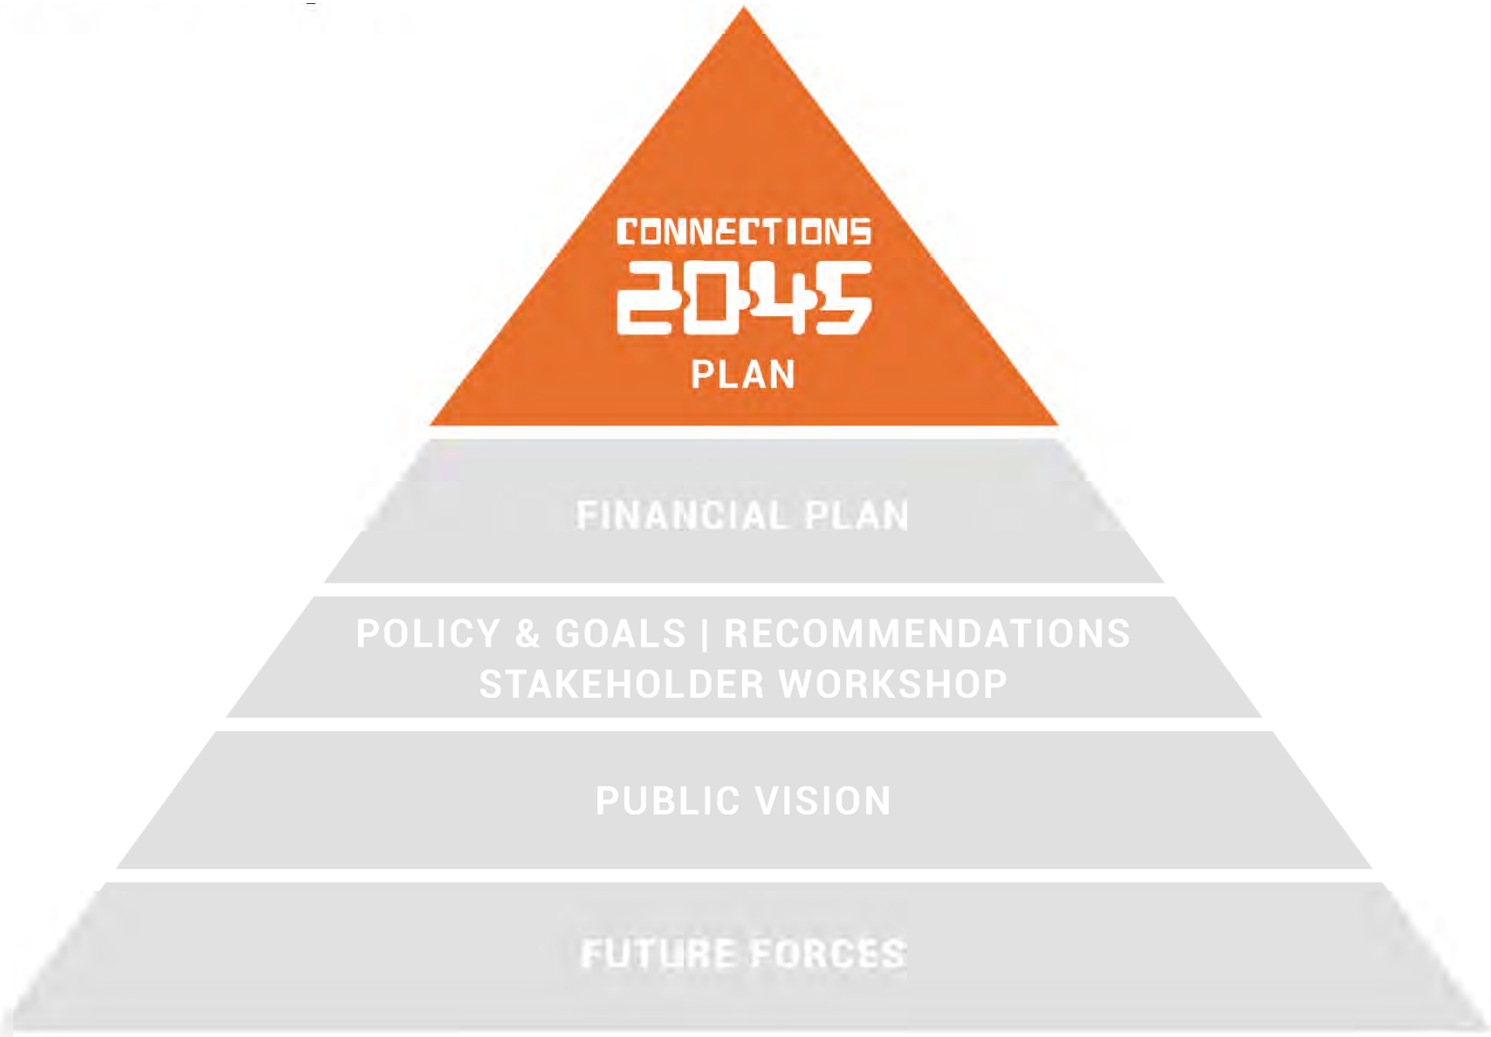 CONNECTIONS
2045
PLAN
FINANCIAL PLAN
POLICY & GOALS | RECOMMENDATIONS
STAKEHOLDER WORKSHOP
PUBLIC VISION
FUTURE FORCES